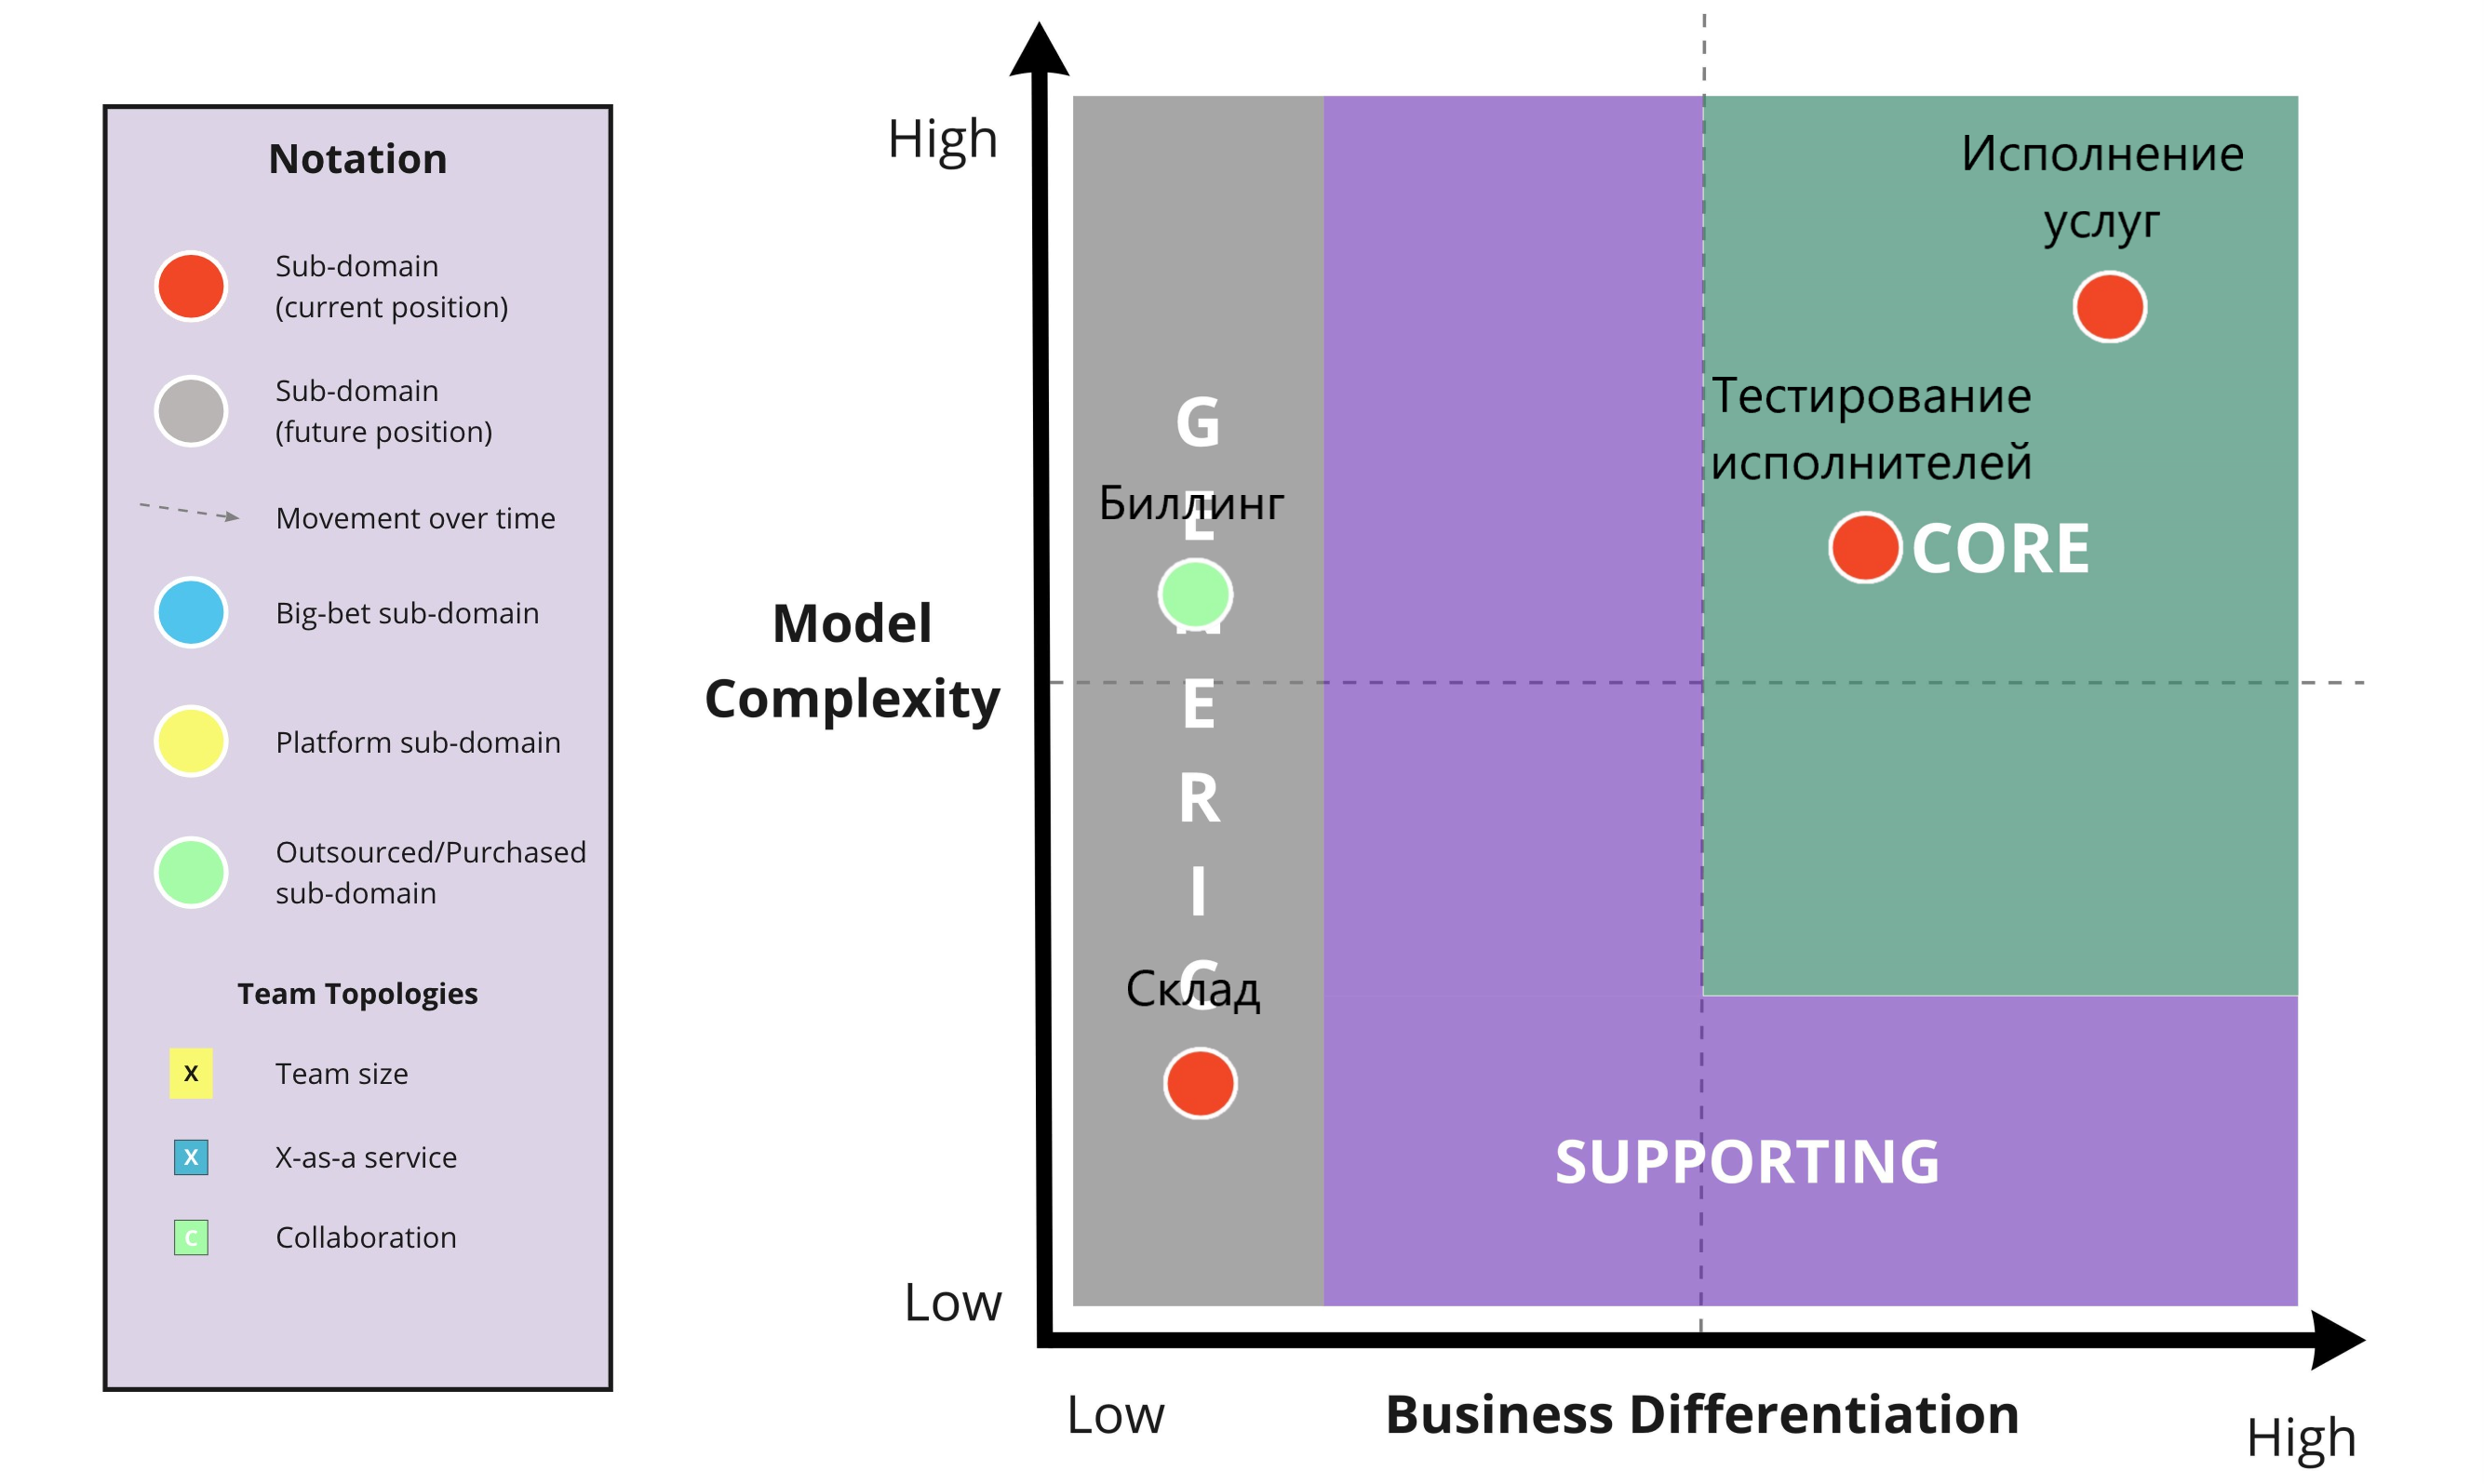 Notation
Sub-domain
(current position)
Sub-domain
(future position)
Movement over time
Big-bet sub-domain
Platform sub-domain
Outsourced/Purchased
sub-domain
Team Topologies
X
Team size
X
X-as-a service
C
Collaboration
High
Model
Complexity
Low
GENERIC
Биллинг
Склад
Исполнение
услуг
Тестирование
исполнителей
CORE
SUPPORTING
Low
Business Differentiation
High